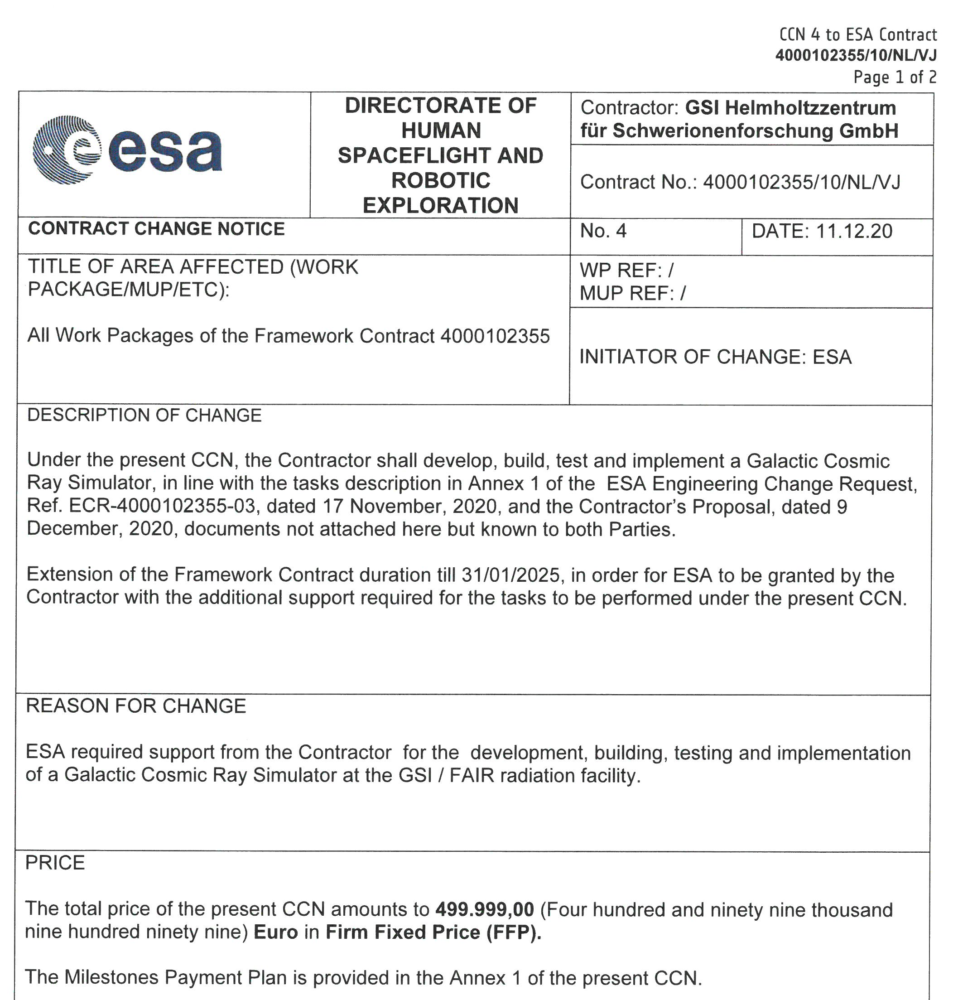 CCN 4 to ESA Contract
4000102355/10/NL/VJ
Page 1 of 2
esa
DIRECTORATE OF
HUMAN
SPACEFLIGHT AND
ROBOTIC
EXPLORATION
Contractor: GSI Helmholtzzentrum
für Schwerionenforschung GmbH
Contract No.: 4000102355/10/NL/VJ
CONTRACT CHANGE NOTICE
No. 4
DATE: 11.12.20
TITLE OF AREA AFFECTED (WORK
PACKAGE/MUP/ETC):
All Work Packages of the Framework Contract 4000102355
WP REF: /
MUP REF: /
INITIATOR OF CHANGE: ESA
DESCRIPTION OF CHANGE
Under the present CCN, the Contractor shall develop, build, test and implement a Galactic Cosmic
Ray Simulator, in line with the tasks description in Annex 1 of the  ESA Engineering Change Request,
Ref. ECR-4000102355-03, dated 17 November, 2020, and the Contractor's Proposal, dated 9
December, 2020, documents not attached here but known to both Parties.
Extension of the Framework Contract duration till 31/01/2025, in order for ESA to be granted by the
Contractor with the additional support required for the tasks to be performed under the present CCN.
REASON FOR CHANGE
ESA required support from the Contractor  for the  development, building, testing and implementation
of a Galactic Cosmic Ray Simulator at the GSI / FAIR radiation facility.
PRICE
The total price of the present CCN amounts to 499.999,00 (Four hundred and ninety nine thousand
nine hundred ninety nine) Euro in Firm Fixed Price (FFP).
The Milestones Payment Plan is provided in the Annex 1 of the present CCN.